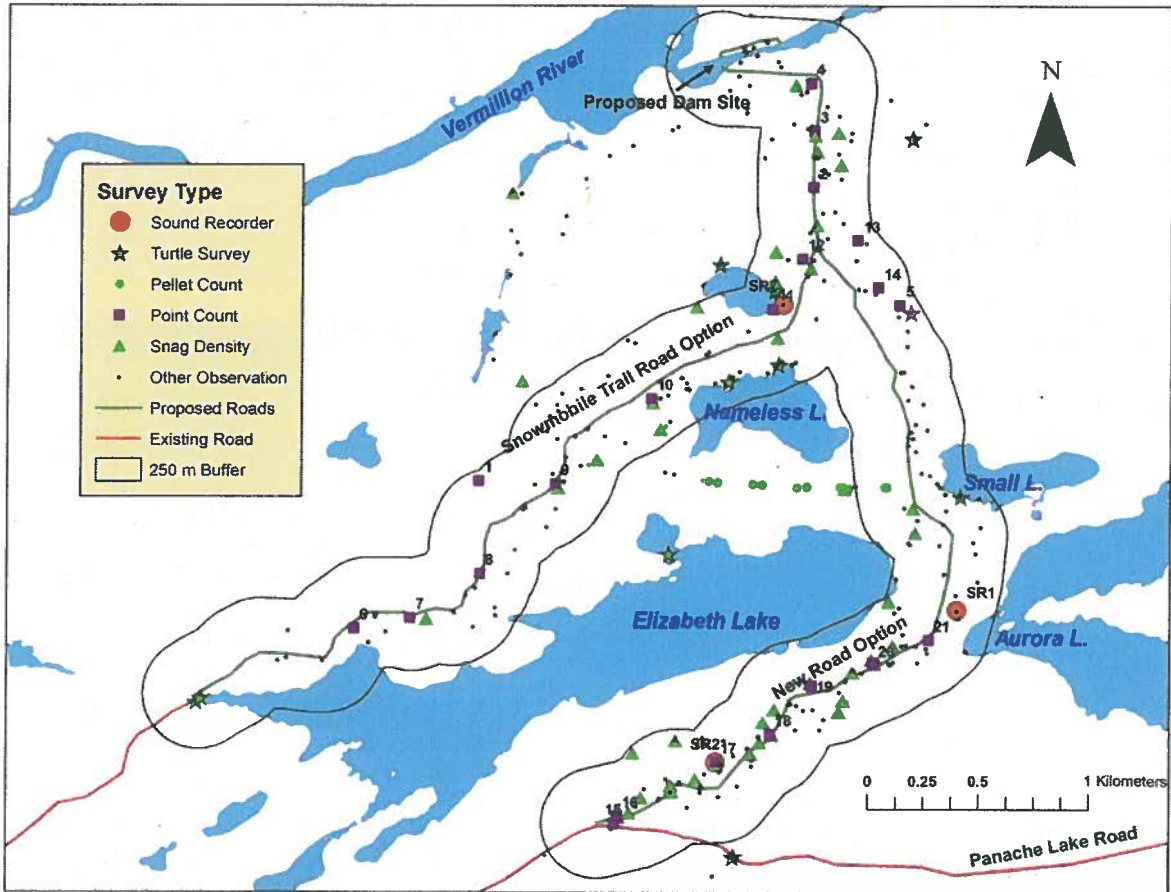 Vermillion River
Proposed Dam Site
N
4
3
2
Survey Type
Sound Recorder
Turtle Survey
Pellet Count
Point Count
Snag Density
Other Observation
Proposed Roads
Existing Road
250 m Buffer
13
12
14
5
Snowmobile Trail Road Option
10
Nameless L.
1
9
Small L.
8
7
6
Elizabeth Lake
SR1
21
Aurora L.
New Road Option
19
18
SR21
17
16
15
0 0.25 0.5 1 Kilometers
Panache Lake Road